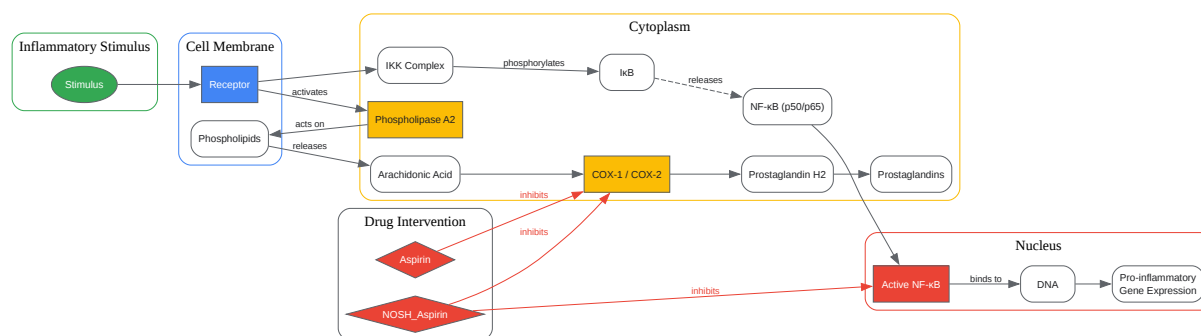 Inflammatory Stimulus
Stimulus
Cell Membrane
Receptor
Phospholipids
activates
acts on
releases
Cytoplasm
IKK Complex
phosphorylates
IκB
releases
NF-κB (p50/p65)
Phospholipase A2
Arachidonic Acid
COX-1 / COX-2
Prostaglandin H2
Prostaglandins
inhibits
inhibits
Drug Intervention
Aspirin
NOSH_Aspirin
inhibits
Nucleus
Active NF-κB
binds to
DNA
Pro-inflammatory
Gene Expression